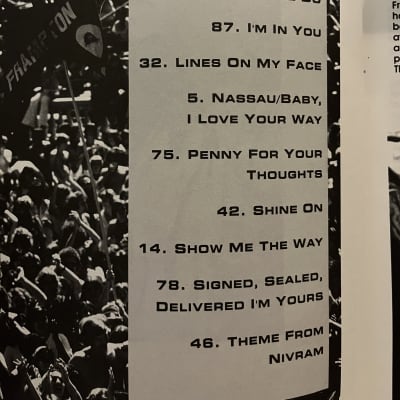 FRAMPTON
87. I'M IN YOU
32. LINES ON MY FACE
5. NASSAU/BABY,
I LOVE YOUR WAY
75. PENNY FOR YOUR
THOUGHTS
42. SHINE ON
14. SHOW ME THE WAY
78. SIGNED, SEALED,
DELIVERED I'M YOURS
46. THEME FROM
NIVRAM